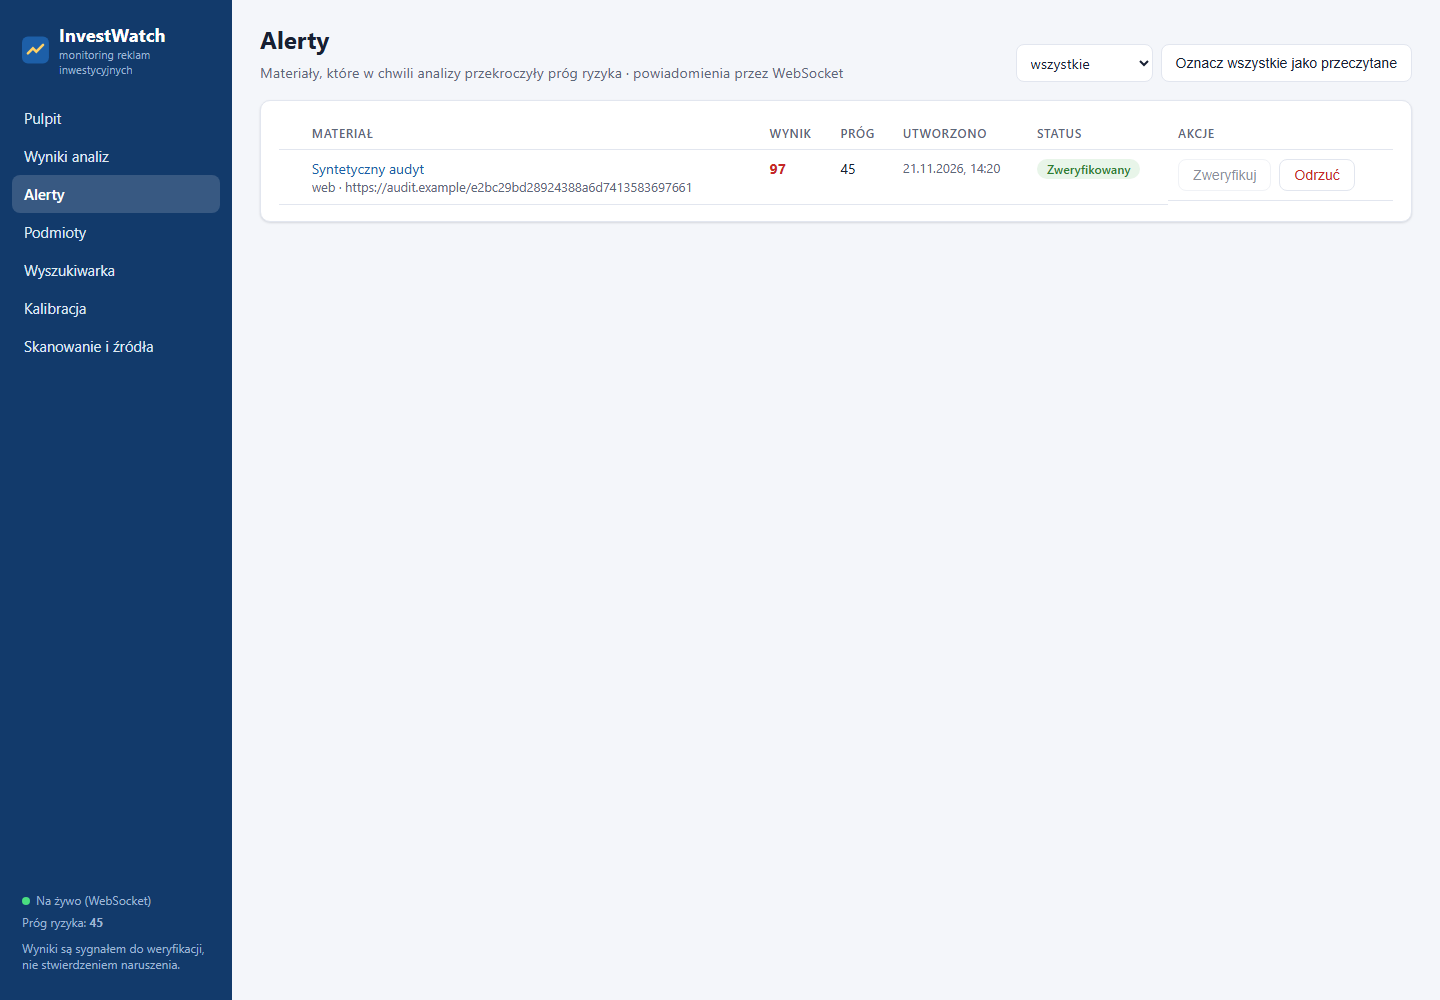 InvestWatch
monitoring reklam
inwestycyjnych
Pulpit
Wyniki analiz
Alerty
Podmioty
Wyszukiwarka
Kalibracja
Skanowanie i źródła
Na żywo (WebSocket)
Próg ryzyka: 45
Wyniki są sygnałem do weryfikacji,
nie stwierdzeniem naruszenia.
Alerty
Materiały, które w chwili analizy przekroczyły próg ryzyka · powiadomienia przez WebSocket
wszystkie
Oznacz wszystkie jako przeczytane
MATERIAŁ WYNIK PRÓG UTWORZONO STATUS AKCJE
Syntetyczny audyt 97 45 21.11.2026, 14:20 Zweryfikowany Zweryfikuj Odrzuć
web · https://audit.example/e2bc29bd28924388a6d7413583697661